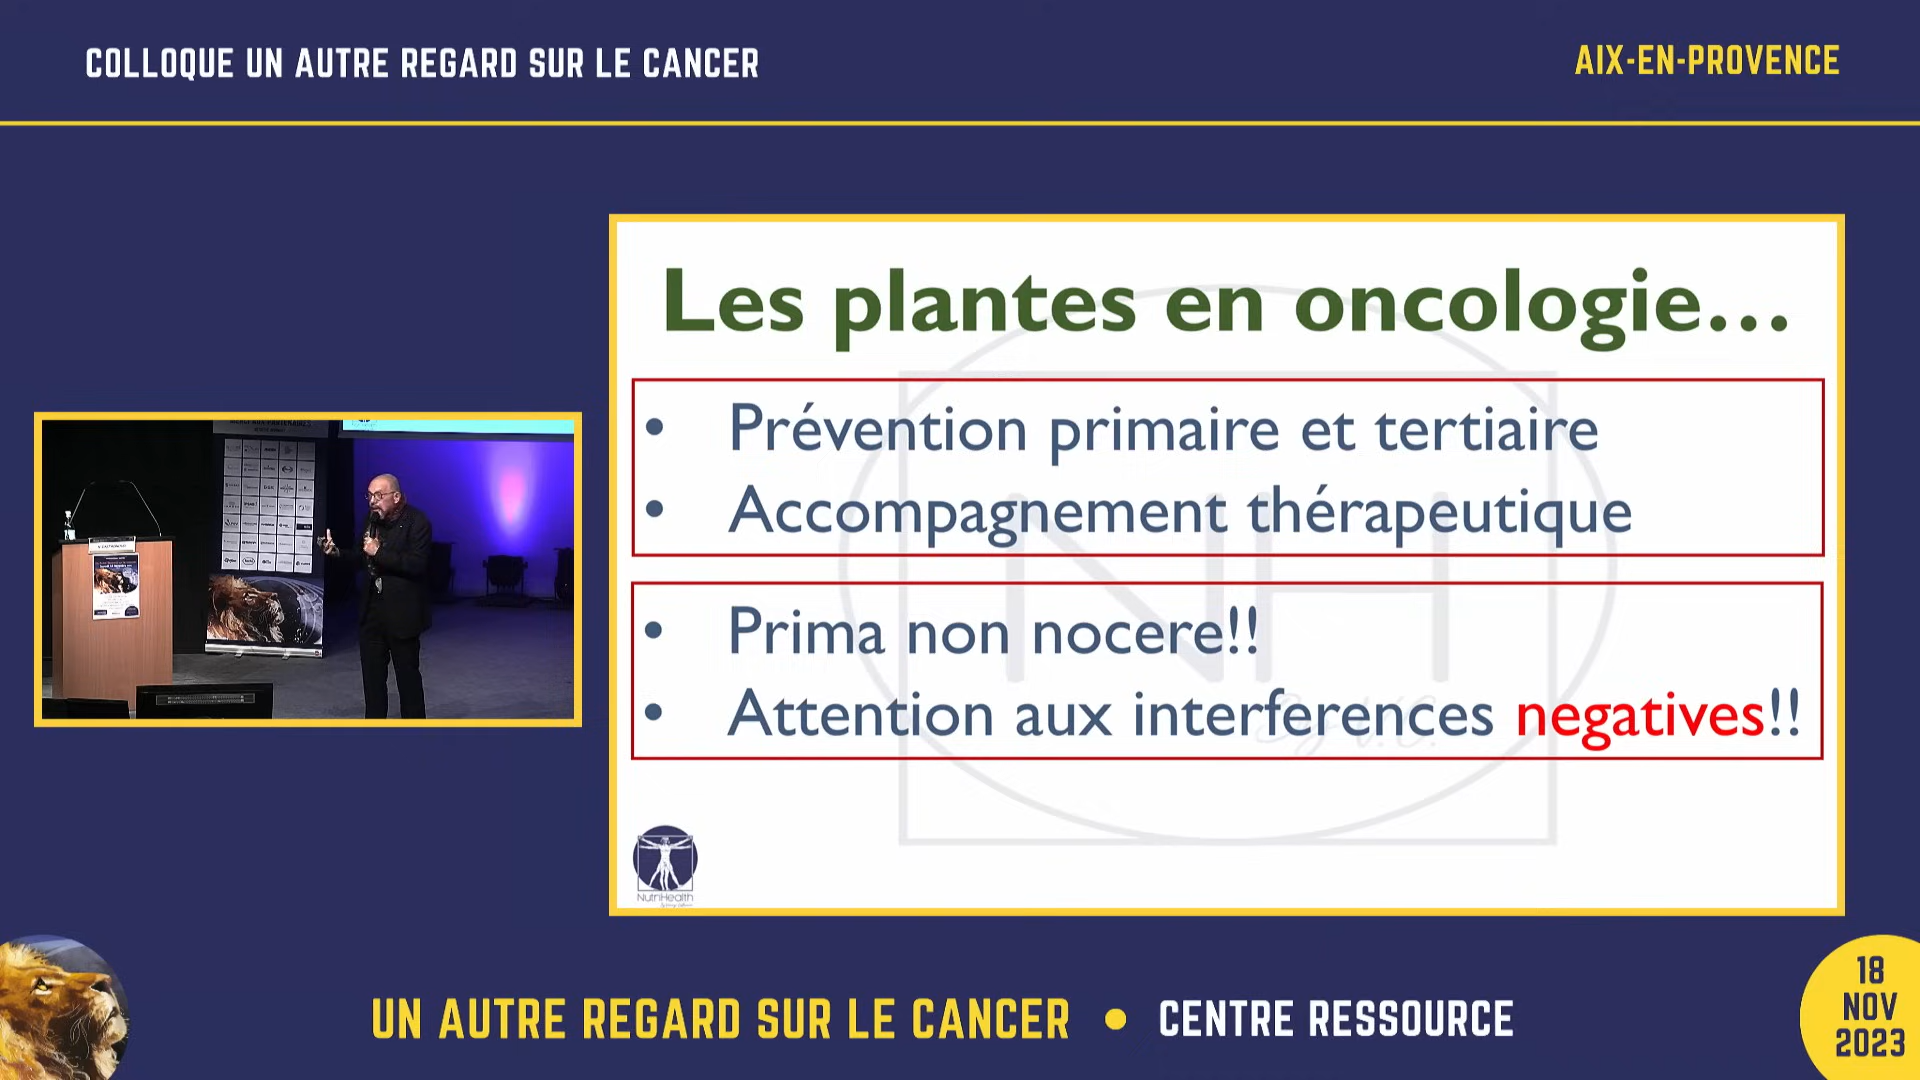 COLLOQUE UN AUTRE REGARD SUR LE CANCER
AIX-EN-PROVENCE
Les plantes en oncologie...
• Prévention primaire et tertiaire
• Accompagnement thérapeutique
• Prima non nocere!!
• Attention aux interferences negatives!!
NH
NutriHealth
UN AUTRE REGARD SUR LE CANCER • CENTRE RESSOURCE
18
NOV
2023